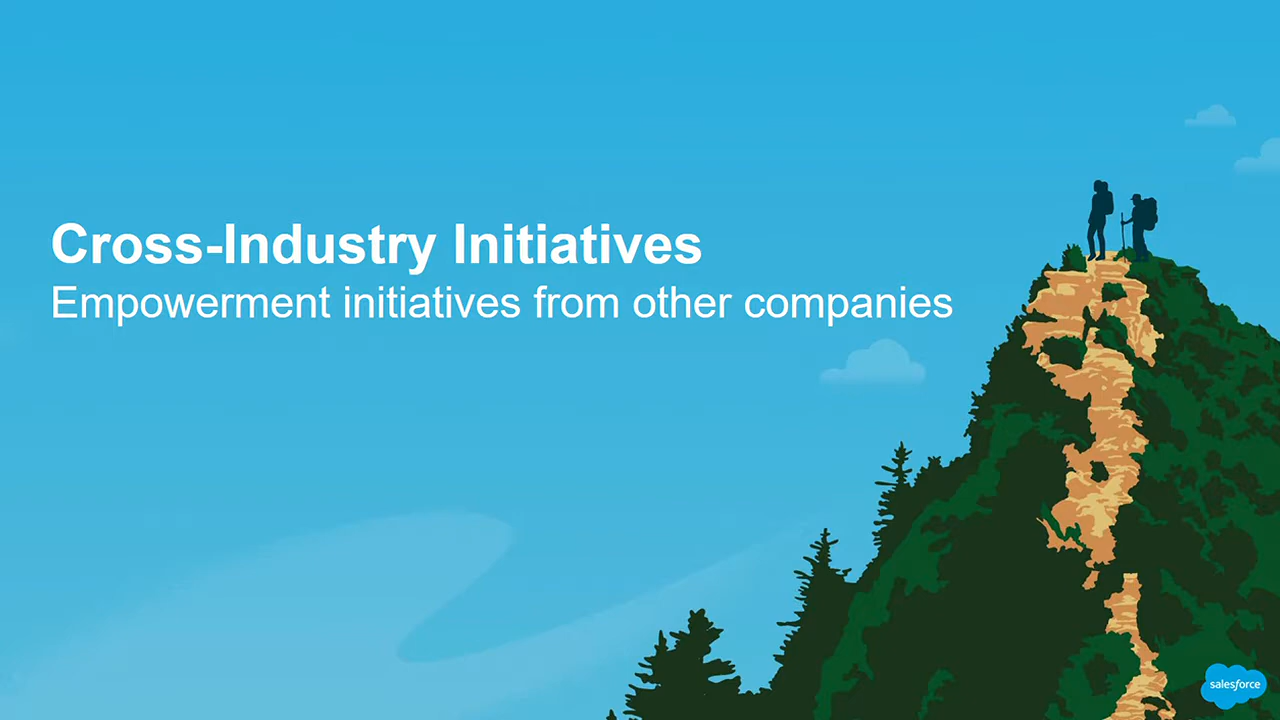 Cross-Industry Initiatives
Empowerment initiatives from other companies
salesforce